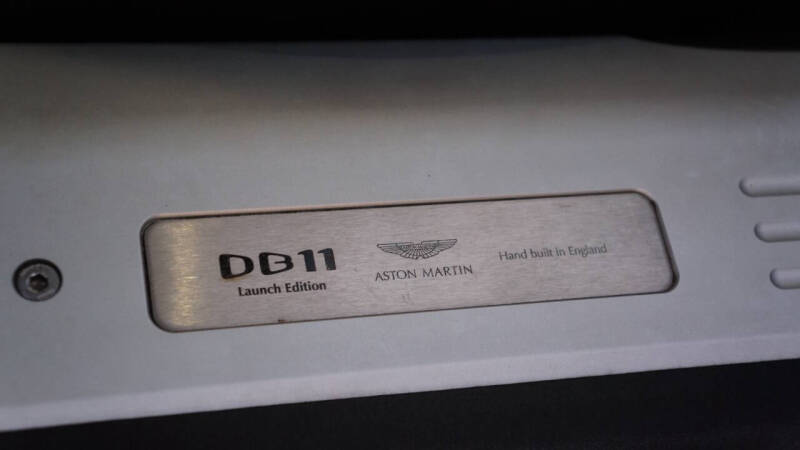 DB11
Launch Edition
ASTON MARTIN
Hand built in England